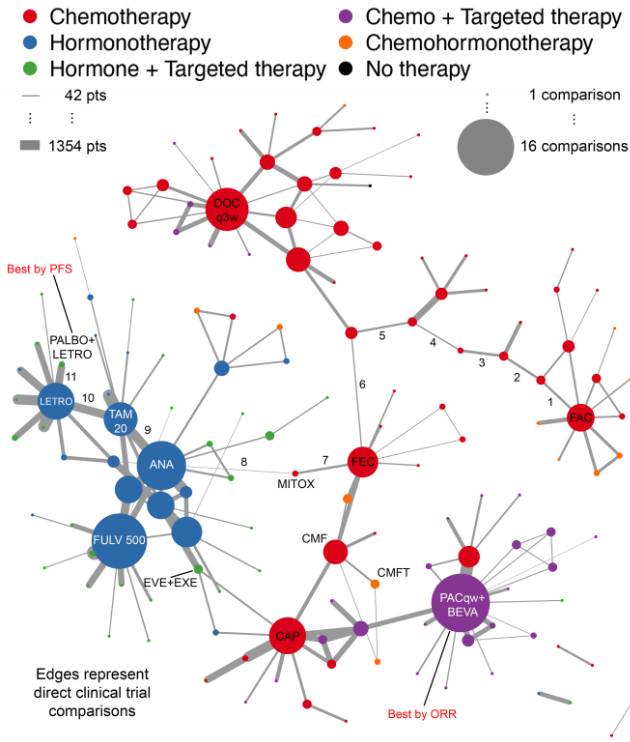 Chemotherapy
Hormonotherapy
Hormone + Targeted therapy
Chemo + Targeted therapy
Chemohormonotherapy
No therapy
42 pts
1354 pts
1 comparison
16 comparisons
DOC
q3w
Best by PFS
PALBO+
LETRO
11
LETRO
10
TAM
20
9
ANA
8
MITOX
7
FEC
6
5
4
3
2
1
FAC
FULV 500
EVE+EXE
CMF
CMFT
CAP
PACqw+
BEVA
Best by ORR
Edges represent
direct clinical trial
comparisons